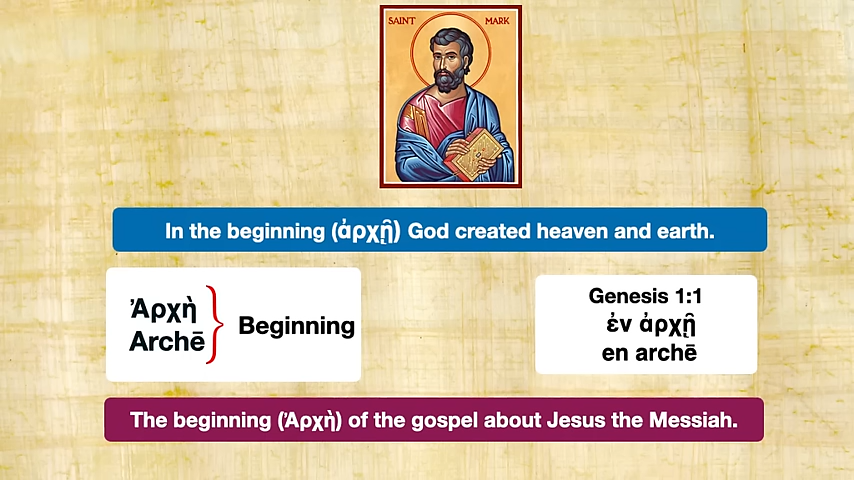 SAINT MARK
In the beginning (ἀρχῇ) God created heaven and earth.
Ἀρχὴ
Archē
Beginning
Genesis 1:1
ἐν ἀρχῇ
en archē
The beginning (Ἀρχὴ) of the gospel about Jesus the Messiah.